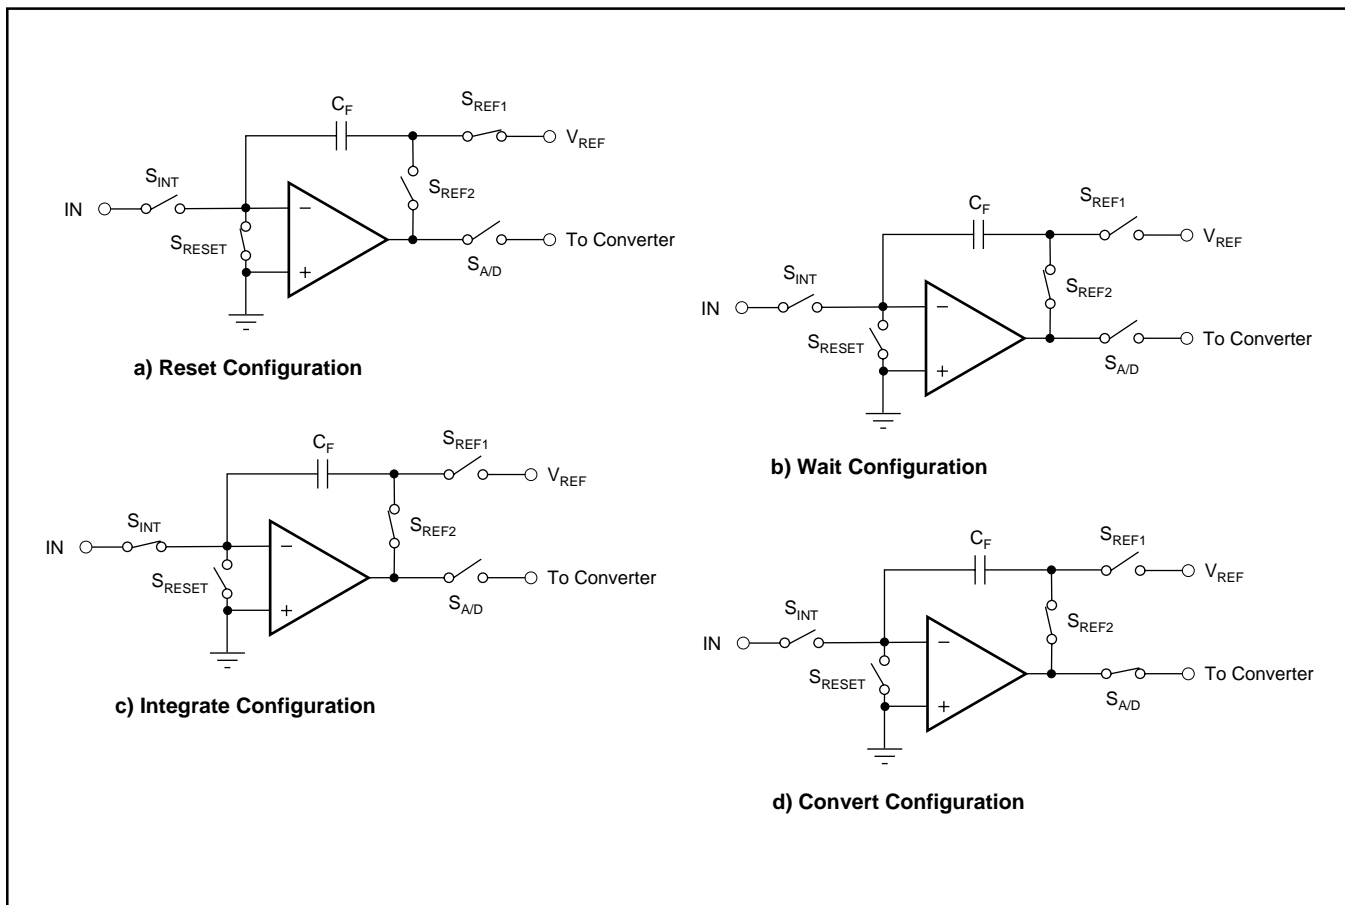 C_F
S_REF1
V_REF
S_INT
IN
S_REF2
S_RESET
−
+
To Converter
S_A/D
a) Reset Configuration
C_F
S_REF1
V_REF
S_INT
IN
S_REF2
S_RESET
−
+
To Converter
S_A/D
b) Wait Configuration
C_F
S_REF1
V_REF
S_INT
IN
S_REF2
S_RESET
−
+
To Converter
S_A/D
c) Integrate Configuration
C_F
S_REF1
V_REF
S_INT
IN
S_REF2
S_RESET
−
+
To Converter
S_A/D
d) Convert Configuration